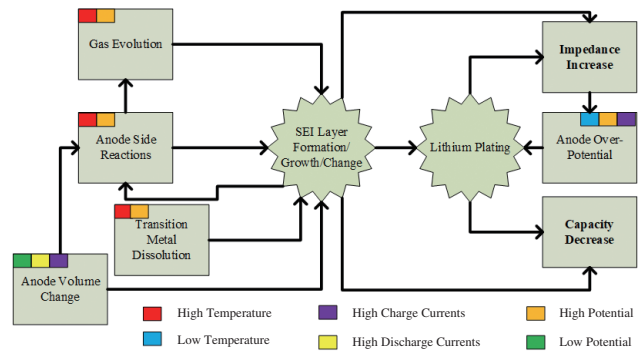 Gas Evolution
Impedance
Increase
Anode Side
Reactions
SEI Layer
Formation/
Growth/Change
Lithium Plating
Anode Over-
Potential
Transition
Metal
Dissolution
Capacity
Decrease
Anode Volume
Change
High Temperature
High Charge Currents
High Potential
Low Temperature
High Discharge Currents
Low Potential